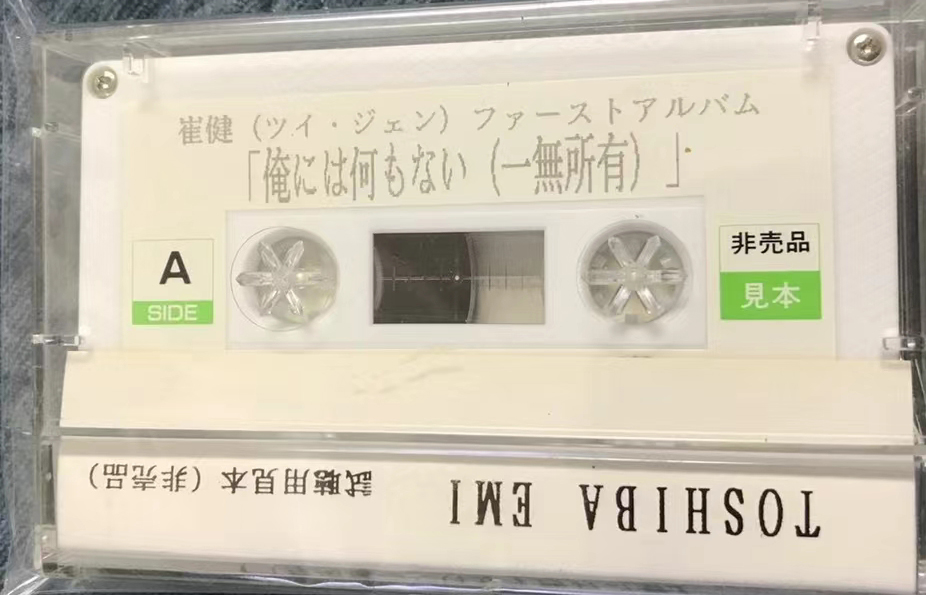 崔健（ツイ・ジェン）ファーストアルバム
「俺には何もない（一無所有）」
A
SIDE
非売品
見本
TOSHIBA EMI 試聴用見本（非売品）